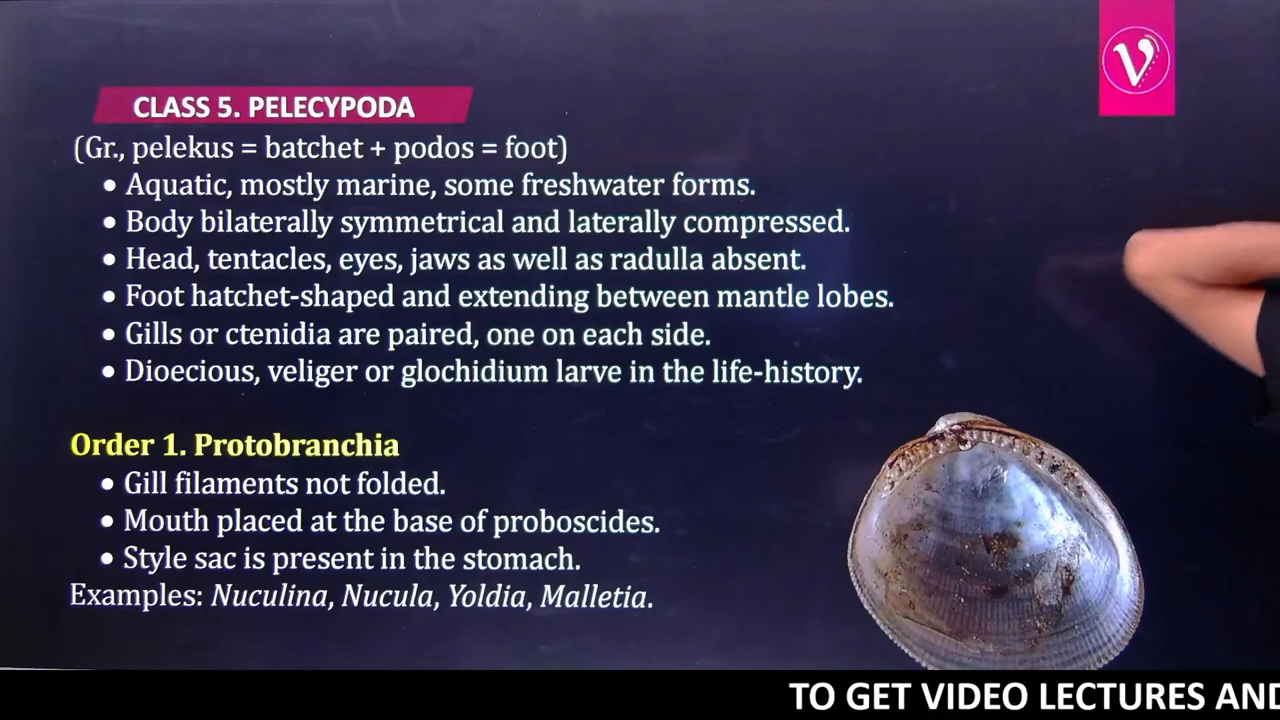 CLASS 5. PELECYPODA
(Gr., pelekus = batchet + podos = foot)
• Aquatic, mostly marine, some freshwater forms.
• Body bilaterally symmetrical and laterally compressed.
• Head, tentacles, eyes, jaws as well as radulla absent.
• Foot hatchet-shaped and extending between mantle lobes.
• Gills or ctenidia are paired, one on each side.
• Dioecious, veliger or glochidium larve in the life-history.
Order 1. Protobranchia
• Gill filaments not folded.
• Mouth placed at the base of proboscides.
• Style sac is present in the stomach.
Examples: Nuculina, Nucula, Yoldia, Malletia.
V
TO GET VIDEO LECTURES AND